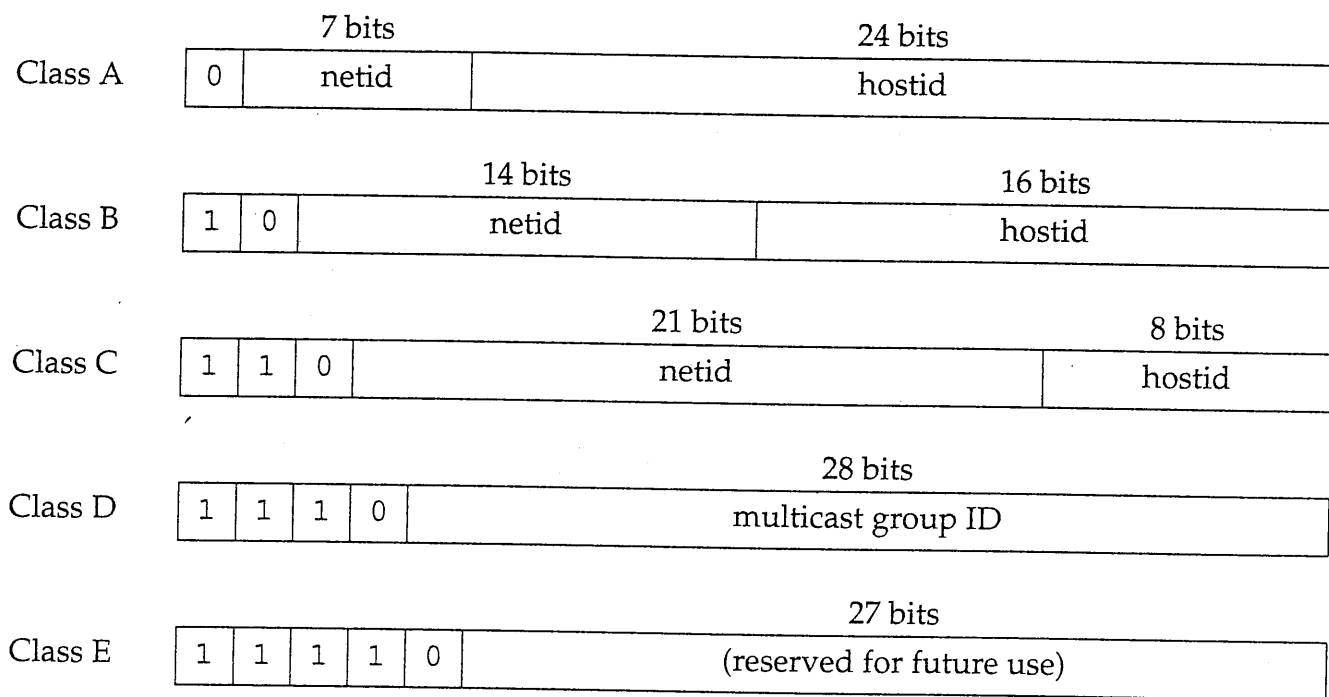 7 bits 24 bits
Class A 0 netid hostid
14 bits 16 bits
Class B 1 0 netid hostid
21 bits 8 bits
Class C 1 1 0 netid hostid
28 bits
Class D 1 1 1 0 multicast group ID
27 bits
Class E 1 1 1 1 0 (reserved for future use)